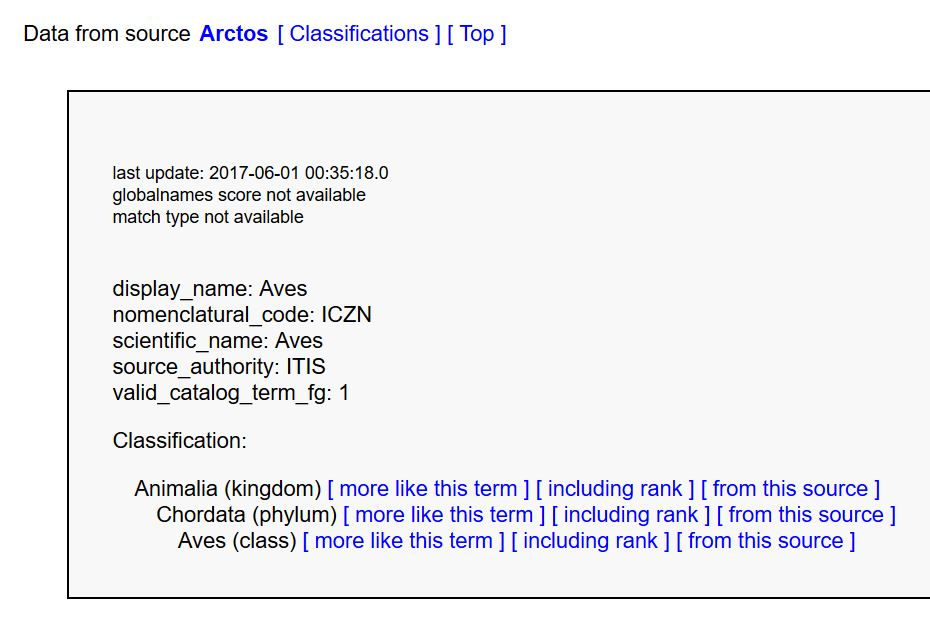 Data from source Arctos [ Classifications ] [ Top ]
last update: 2017-06-01 00:35:18.0
globalnames score not available
match type not available
display_name: Aves
nomenclatural_code: ICZN
scientific_name: Aves
source_authority: ITIS
valid_catalog_term_fg: 1
Classification:
Animalia (kingdom) [ more like this term ] [ including rank ] [ from this source ]
Chordata (phylum) [ more like this term ] [ including rank ] [ from this source ]
Aves (class) [ more like this term ] [ including rank ] [ from this source ]